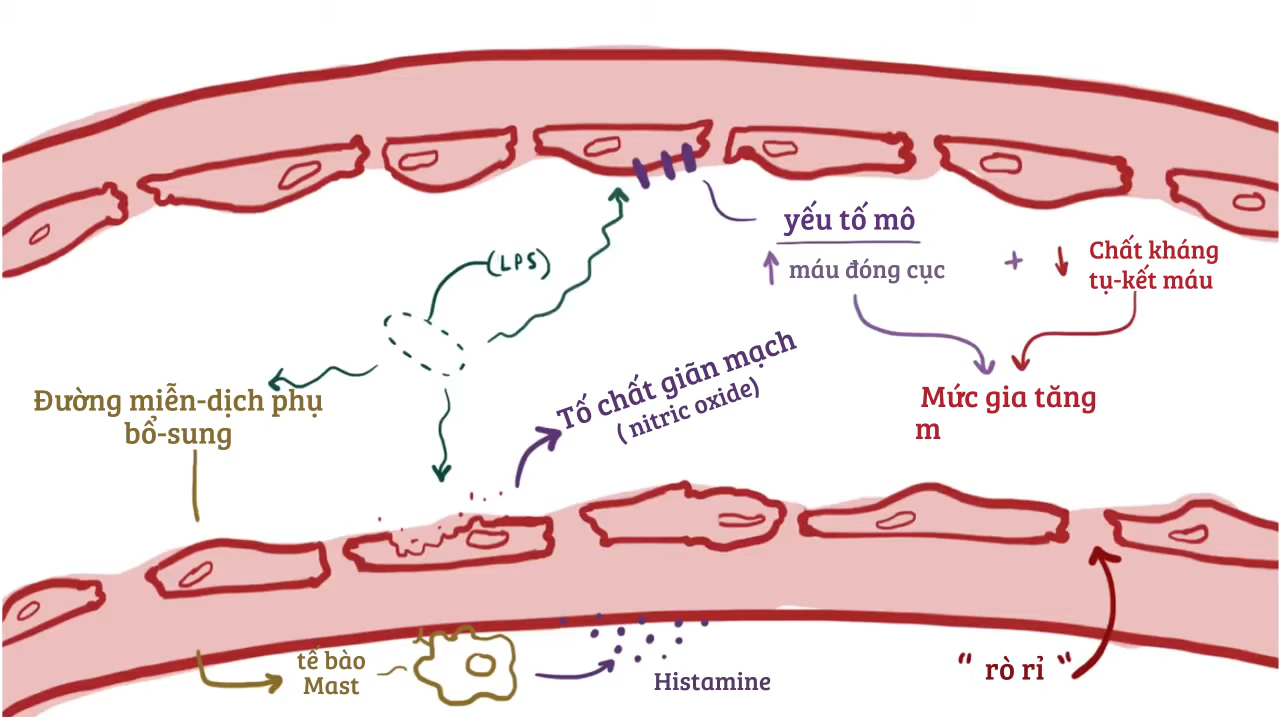 yếu tố mô
máu đóng cục
+
Chất kháng
tụ-kết máu
(LPS)
Tố chất giãn mạch
( nitric oxide)
Đường miễn-dịch phụ
bổ-sung
Mức gia tăng
m
tế bào
Mast
Histamine
" rò rỉ "